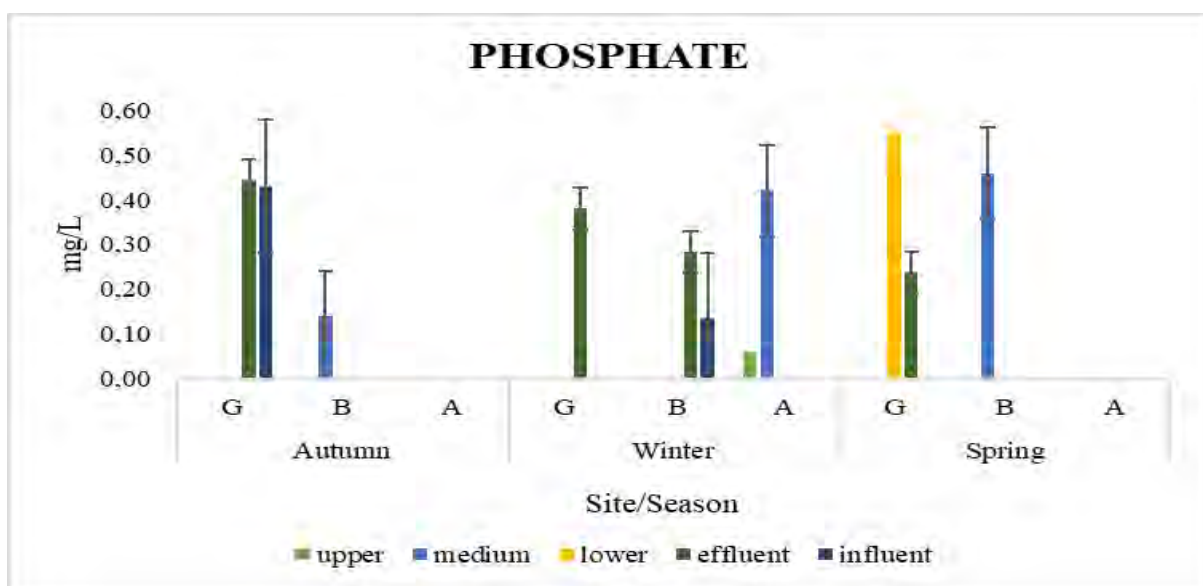 PHOSPHATE
0.60
0.50
0.40
0.30
0.20
0.10
0.00
mg/L
G B A G B A G B A
Autumn Winter Spring
Site/Season
upper medium lower effluent influent